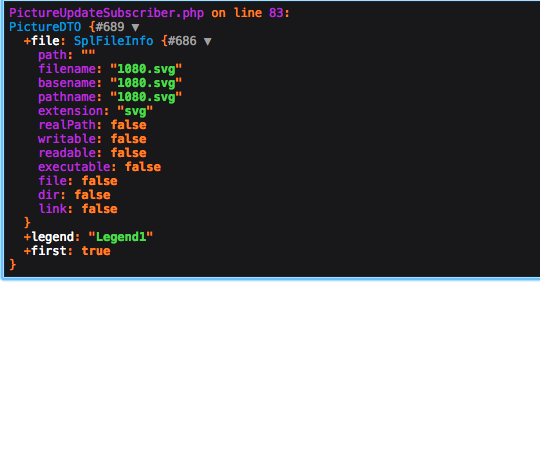 PictureUpdateSubscriber.php on line 83:
PictureDTO {#689 ▼
+file: SplFileInfo {#686 ▼
path: ""
filename: "1080.svg"
basename: "1080.svg"
pathname: "1080.svg"
extension: "svg"
realPath: false
writable: false
readable: false
executable: false
file: false
dir: false
link: false
}
+legend: "Legend1"
+first: true
}